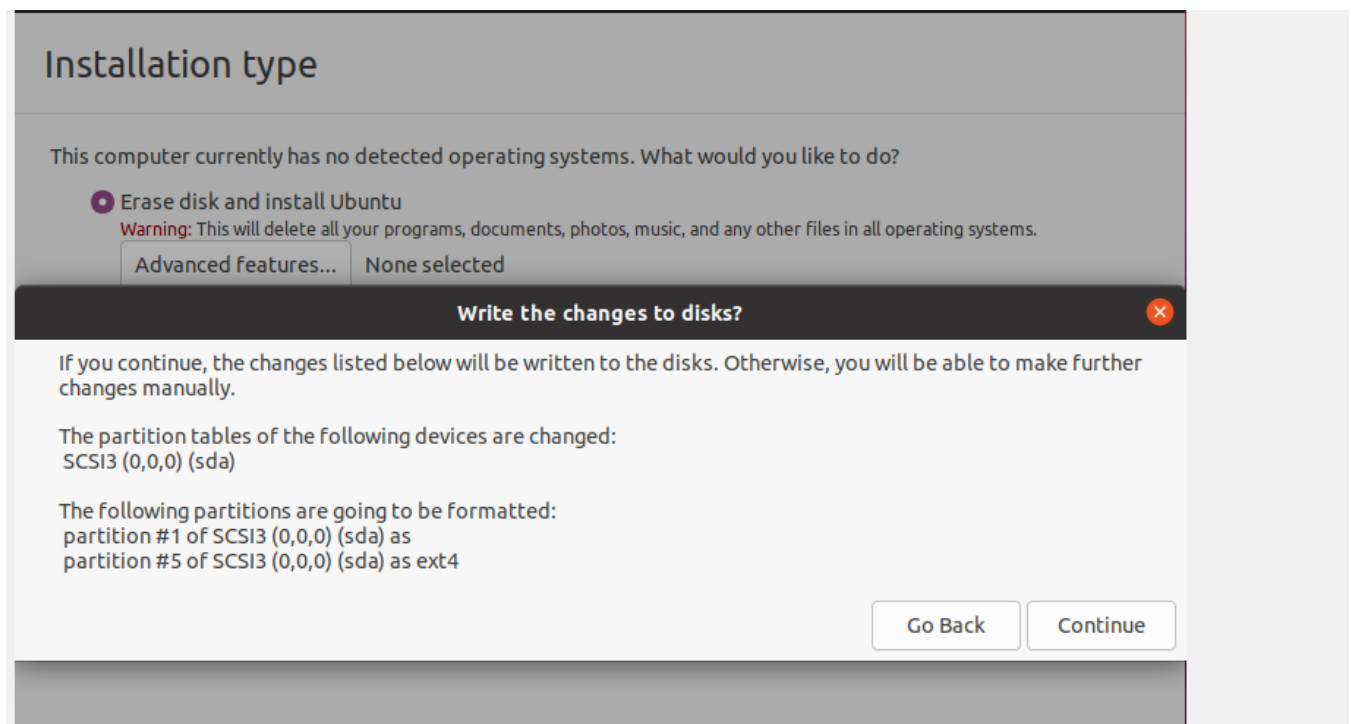 Installation type
This computer currently has no detected operating systems. What would you like to do?
Erase disk and install Ubuntu
Warning: This will delete all your programs, documents, photos, music, and any other files in all operating systems.
Advanced features... None selected
Write the changes to disks?
If you continue, the changes listed below will be written to the disks. Otherwise, you will be able to make further
changes manually.
The partition tables of the following devices are changed:
SCSI3 (0,0,0) (sda)
The following partitions are going to be formatted:
partition #1 of SCSI3 (0,0,0) (sda) as
partition #5 of SCSI3 (0,0,0) (sda) as ext4
Go Back Continue